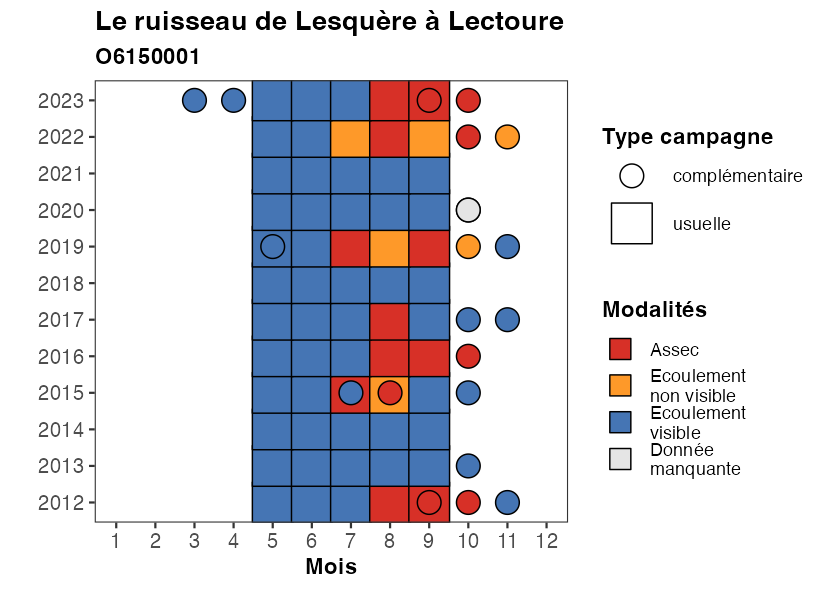 Le ruisseau de Lesquère à Lectoure
O6150001
2023
2022
2021
2020
2019
2018
2017
2016
2015
2014
2013
2012
1 2 3 4 5 6 7 8 9 10 11 12
Mois
Type campagne
complémentaire
usuelle
Modalités
Assec
Ecoulement
non visible
Ecoulement
visible
Donnée
manquante